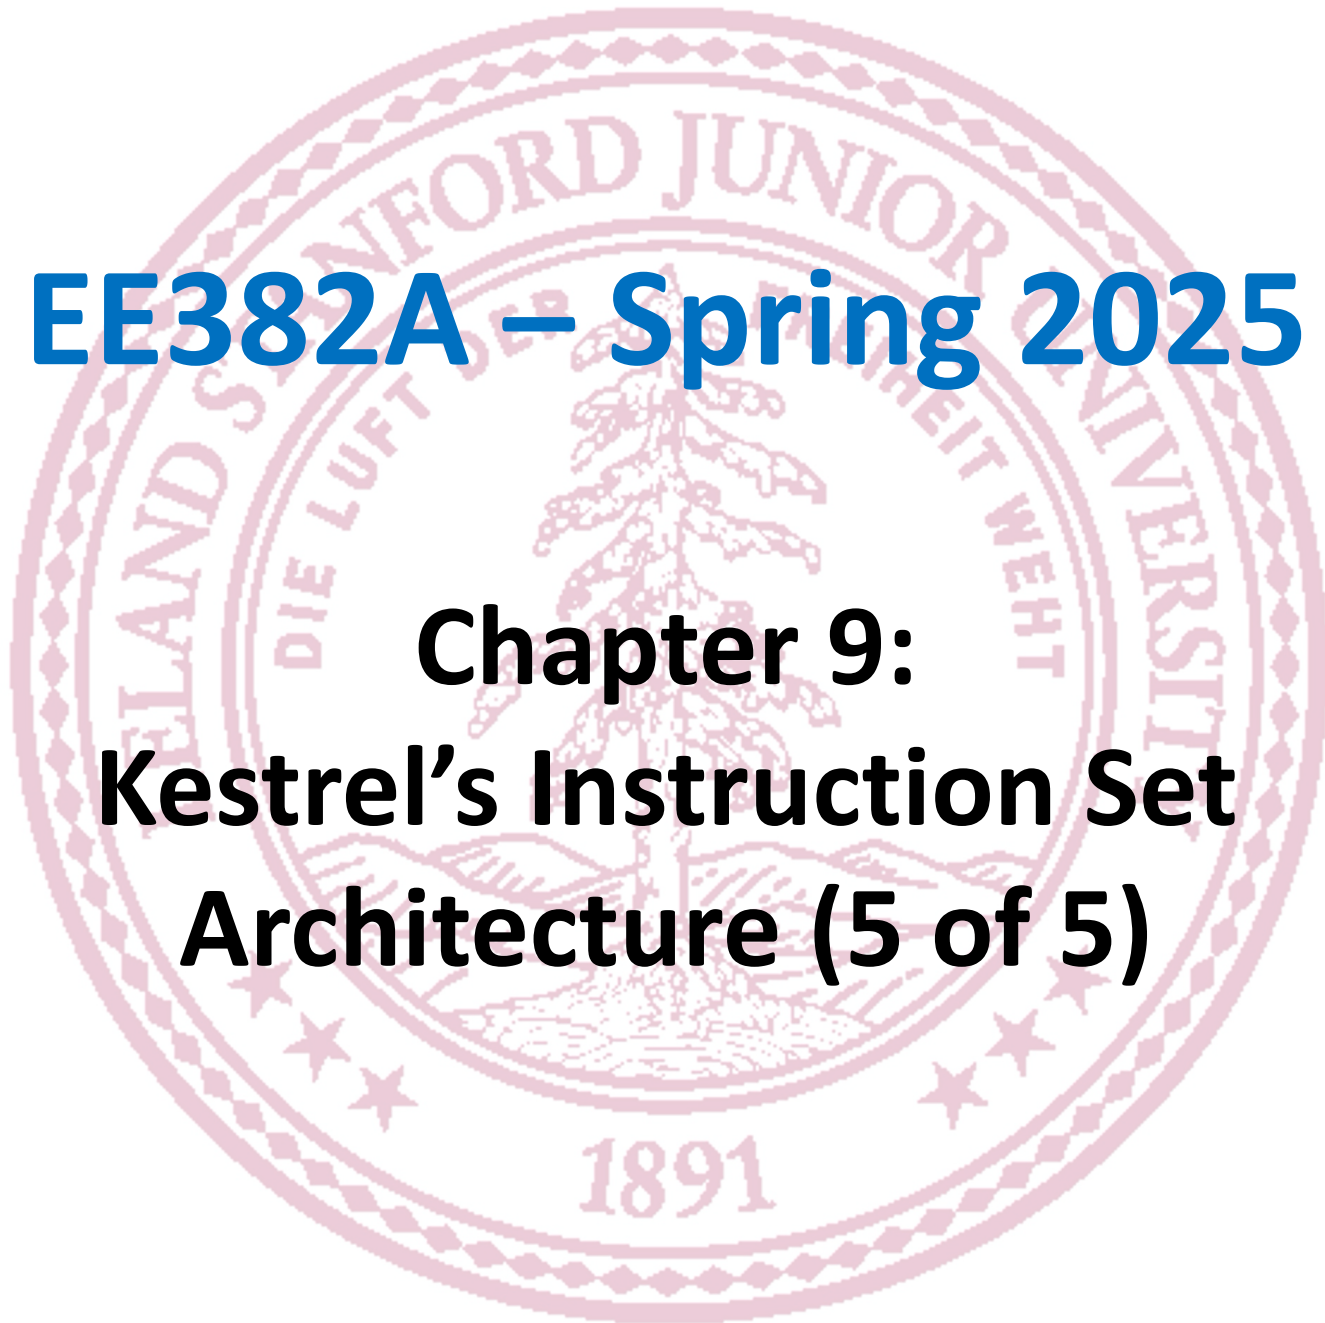 LELAND STANFORD JUNIOR UNIVERSITY
EE382A – Spring 2025
DIE LUFT DER FREIHEIT WEHT
Chapter 9:
Kestrel’s Instruction Set
Architecture (5 of 5)
1891